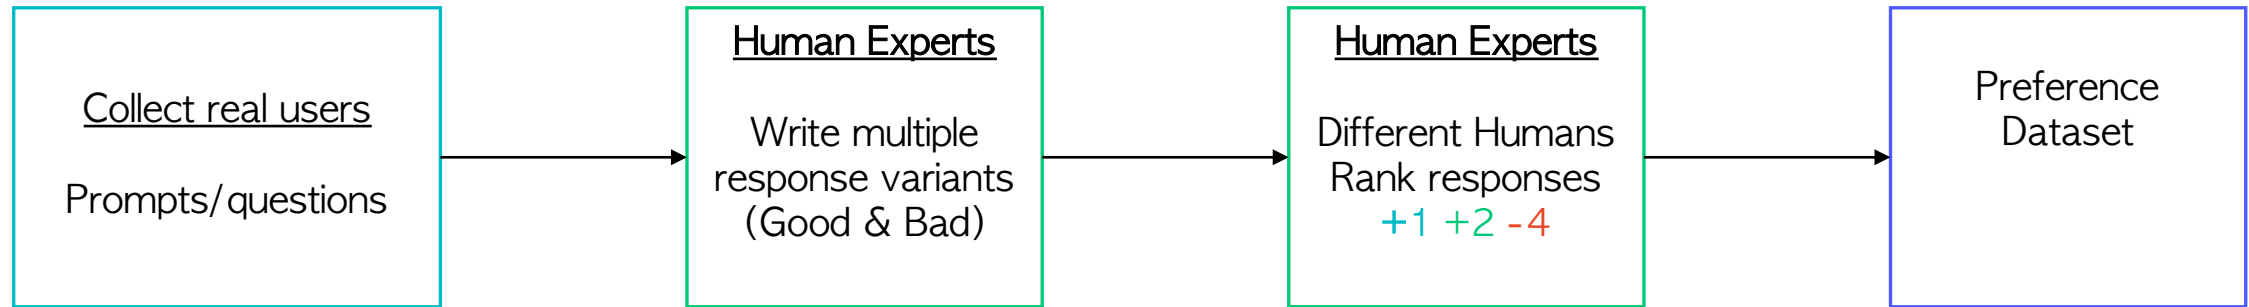 Collect real users
Prompts/questions
Human Experts
Write multiple
response variants
(Good & Bad)
Human Experts
Different Humans
Rank responses
+1 +2 -4
Preference
Dataset